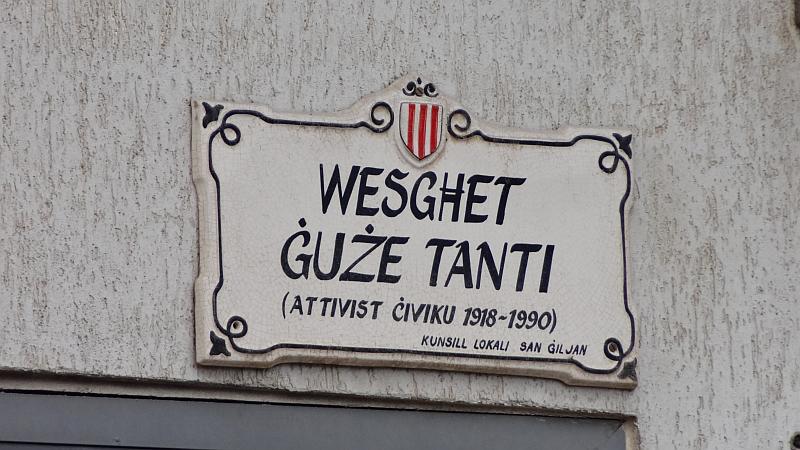 WESGĦET
ĠUŻE TANTI
(ATTIVIST ĊIVIKU 1918~1990)
KUNSILL LOKALI SAN ĠILJAN